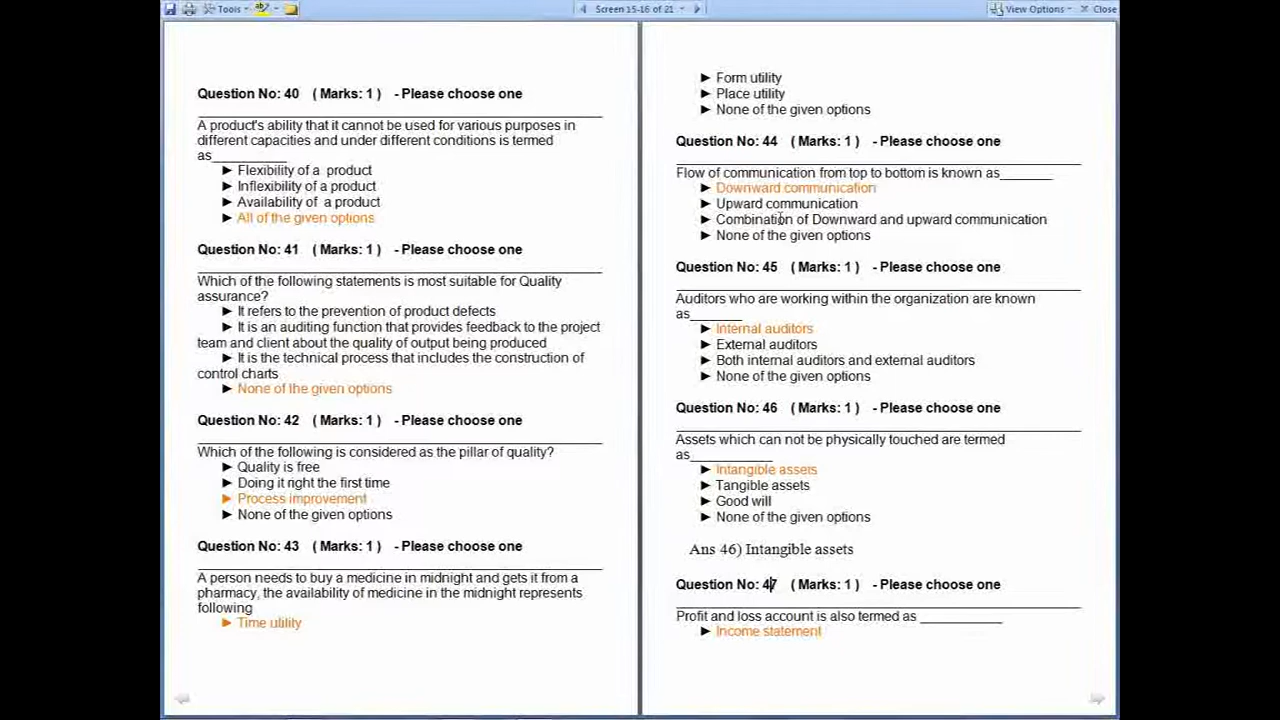 Tools
Screen 15-16 of 21
View Options
Close
Question No: 40 ( Marks: 1 ) - Please choose one
A product's ability that it cannot be used for various purposes in
different capacities and under different conditions is termed
as__________
► Flexibility of a product
► Inflexibility of a product
► Availability of a product
► All of the given options
Question No: 41 ( Marks: 1 ) - Please choose one
Which of the following statements is most suitable for Quality
assurance?
► It refers to the prevention of product defects
► It is an auditing function that provides feedback to the project
team and client about the quality of output being produced
► It is the technical process that includes the construction of
control charts
► None of the given options
Question No: 42 ( Marks: 1 ) - Please choose one
Which of the following is considered as the pillar of quality?
► Quality is free
► Doing it right the first time
► Process improvement
► None of the given options
Question No: 43 ( Marks: 1 ) - Please choose one
A person needs to buy a medicine in midnight and gets it from a
pharmacy, the availability of medicine in the midnight represents
following
► Time utility
► Form utility
► Place utility
► None of the given options
Question No: 44 ( Marks: 1 ) - Please choose one
Flow of communication from top to bottom is known as_______
► Downward communication
► Upward communication
► Combination of Downward and upward communication
► None of the given options
Question No: 45 ( Marks: 1 ) - Please choose one
Auditors who are working within the organization are known
as_______
► Internal auditors
► External auditors
► Both internal auditors and external auditors
► None of the given options
Question No: 46 ( Marks: 1 ) - Please choose one
Assets which can not be physically touched are termed
as___________
► Intangible assets
► Tangible assets
► Good will
► None of the given options
Ans 46) Intangible assets
Question No: 47 ( Marks: 1 ) - Please choose one
Profit and loss account is also termed as ___________
► Income statement